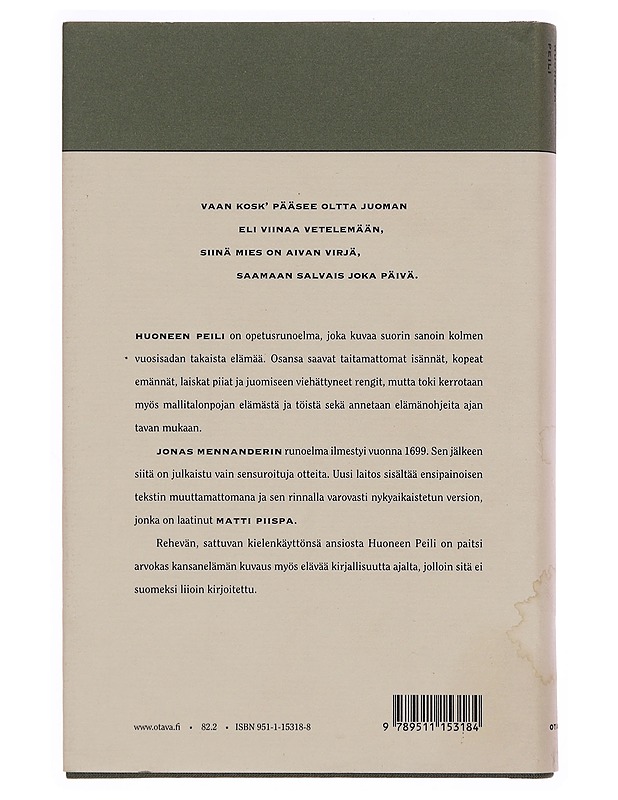 PEILI
VAAN KOSK' PÄÄSEE OLTTA JUOMAN
ELI VIINAA VETELEMÄÄN,
SIINÄ MIES ON AIVAN VIRJÄ,
SAAMAAN SALVAIS JOKA PÄIVÄ.
HUONEEN PEILI on opetusrunoelma, joka kuvaa suorin sanoin kolmen
vuosisadan takaista elämää. Osansa saavat taitamattomat isännät, kopeat
emännät, laiskat piiat ja juomiseen viehättyneet rengit, mutta toki kerrotaan
myös mallitalonpojan elämästä ja töistä sekä annetaan elämänohjeita ajan
tavan mukaan.
JONAS MENNANDERIN runoelma ilmestyi vuonna 1699. Sen jälkeen
siitä on julkaistu vain sensuroituja otteita. Uusi laitos sisältää ensipainoisen
tekstin muuttamattomana ja sen rinnalla varovasti nykyaikaistetun version,
jonka on laatinut MATTI PIISPA.
Rehevän, sattuvan kielenkäyttönsä ansiosta Huoneen Peili on paitsi
arvokas kansanelämän kuvaus myös elävää kirjallisuutta ajalta, jolloin sitä ei
suomeksi liioin kirjoitettu.
www.otava.fi • 82.2 • ISBN 951-1-15318-8
9 789511 153184